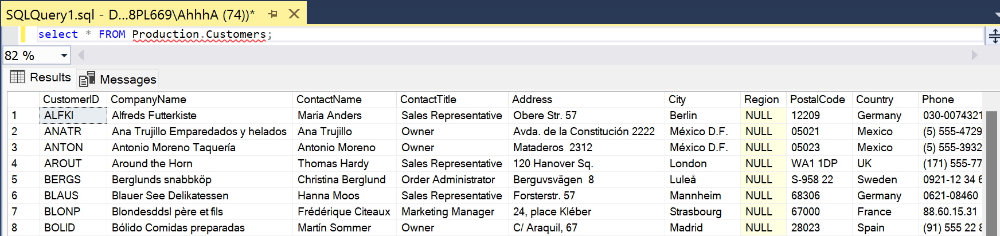 SQLQuery1.sql - D...8PL669\AhhhA (74))*
select * FROM Production.Customers;
82 %
Results Messages
CustomerID CompanyName ContactName ContactTitle Address City Region PostalCode Country Phone
1 ALFKI Alfreds Futterkiste Maria Anders Sales Representative Obere Str. 57 Berlin NULL 12209 Germany 030-0074321
2 ANATR Ana Trujillo Emparedados y helados Ana Trujillo Owner Avda. de la Constitución 2222 México D.F. NULL 05021 Mexico (5) 555-4729
3 ANTON Antonio Moreno Taquería Antonio Moreno Owner Mataderos  2312 México D.F. NULL 05023 Mexico (5) 555-3932
4 AROUT Around the Horn Thomas Hardy Sales Representative 120 Hanover Sq. London NULL WA1 1DP UK (171) 555-77
5 BERGS Berglunds snabbköp Christina Berglund Order Administrator Berguvsvägen  8 Luleå NULL S-958 22 Sweden 0921-12 34 6
6 BLAUS Blauer See Delikatessen Hanna Moos Sales Representative Forsterstr. 57 Mannheim NULL 68306 Germany 0621-08460
7 BLONP Blondesddsl père et fils Frédérique Citeaux Marketing Manager 24, place Kléber Strasbourg NULL 67000 France 88.60.15.31
8 BOLID Bólido Comidas preparadas Martín Sommer Owner C/ Araquil, 67 Madrid NULL 28023 Spain (91) 555 22 8